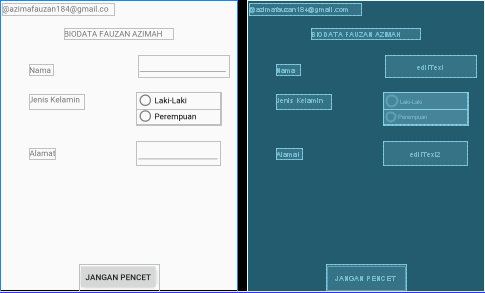 @azimafauzan184@gmail.co
BIODATA FAUZAN AZIMAH
Nama
Jenis Kelamin
Laki-Laki
Perempuan
Alamat
JANGAN PENCET
@azimafauzan184@gmail.com
BIODATA FAUZAN AZIMAH
Nama
editText
Jenis Kelamin
Laki-Laki
Perempuan
Alamat
editText2
JANGAN PENCET